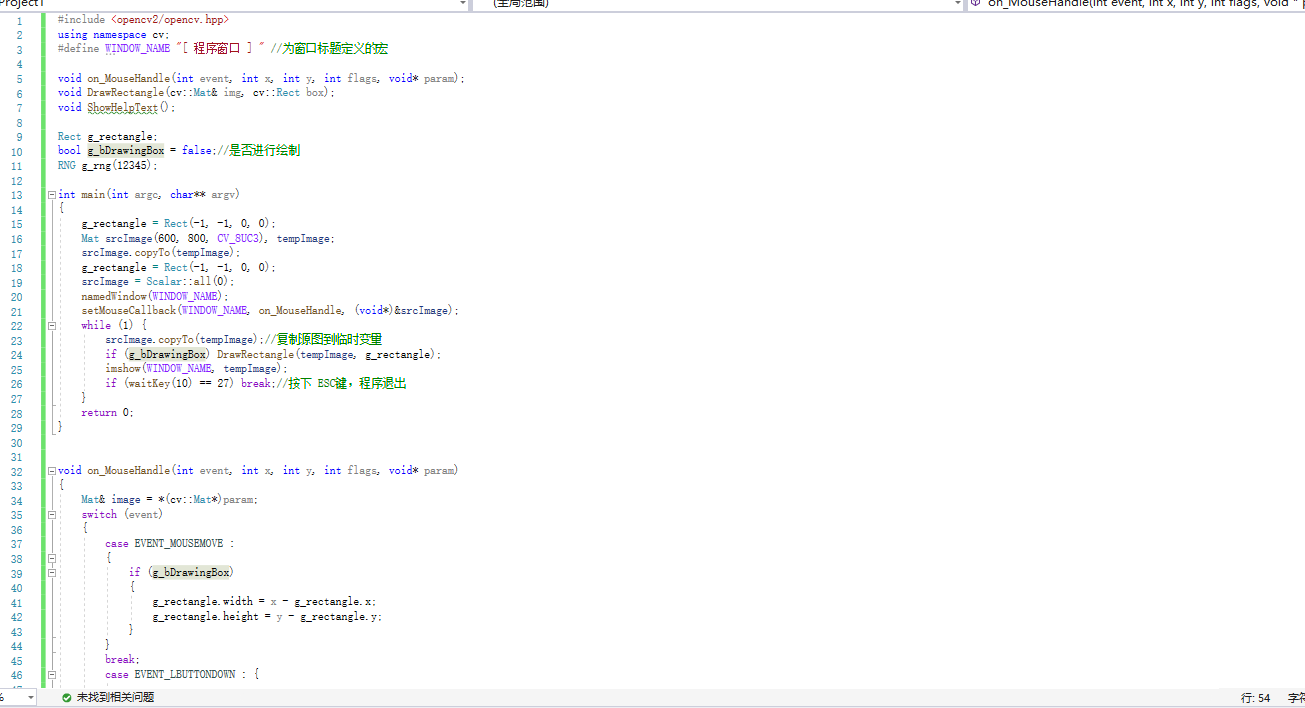 Project1 (全局范围) on_MouseHandle(int event, int x, int y, int flags, void *
1 #include <opencv2/opencv.hpp>
2 using namespace cv;
3 #define WINDOW_NAME "[ 程序窗口 ] " //为窗口标题定义的宏
4
5 void on_MouseHandle(int event, int x, int y, int flags, void* param);
6 void DrawRectangle(cv::Mat& img, cv::Rect box);
7 void ShowHelpText();
8
9 Rect g_rectangle;
10 bool g_bDrawingBox = false;//是否进行绘制
11 RNG g_rng(12345);
12
13 int main(int argc, char** argv)
14 {
15 g_rectangle = Rect(-1, -1, 0, 0);
16 Mat srcImage(600, 800, CV_8UC3), tempImage;
17 srcImage.copyTo(tempImage);
18 g_rectangle = Rect(-1, -1, 0, 0);
19 srcImage = Scalar::all(0);
20 namedWindow(WINDOW_NAME);
21 setMouseCallback(WINDOW_NAME, on_MouseHandle, (void*)&srcImage);
22 while (1) {
23 srcImage.copyTo(tempImage);//复制原图到临时变量
24 if (g_bDrawingBox) DrawRectangle(tempImage, g_rectangle);
25 imshow(WINDOW_NAME, tempImage);
26 if (waitKey(10) == 27) break;//按下 ESC键，程序退出
27 }
28 return 0;
29 }
30
31
32 void on_MouseHandle(int event, int x, int y, int flags, void* param)
33 {
34 Mat& image = *(cv::Mat*)param;
35 switch (event)
36 {
37 case EVENT_MOUSEMOVE :
38 {
39 if (g_bDrawingBox)
40 {
41 g_rectangle.width = x - g_rectangle.x;
42 g_rectangle.height = y - g_rectangle.y;
43 }
44 }
45 break;
46 case EVENT_LBUTTONDOWN : {
% 未找到相关问题 行: 54 字符